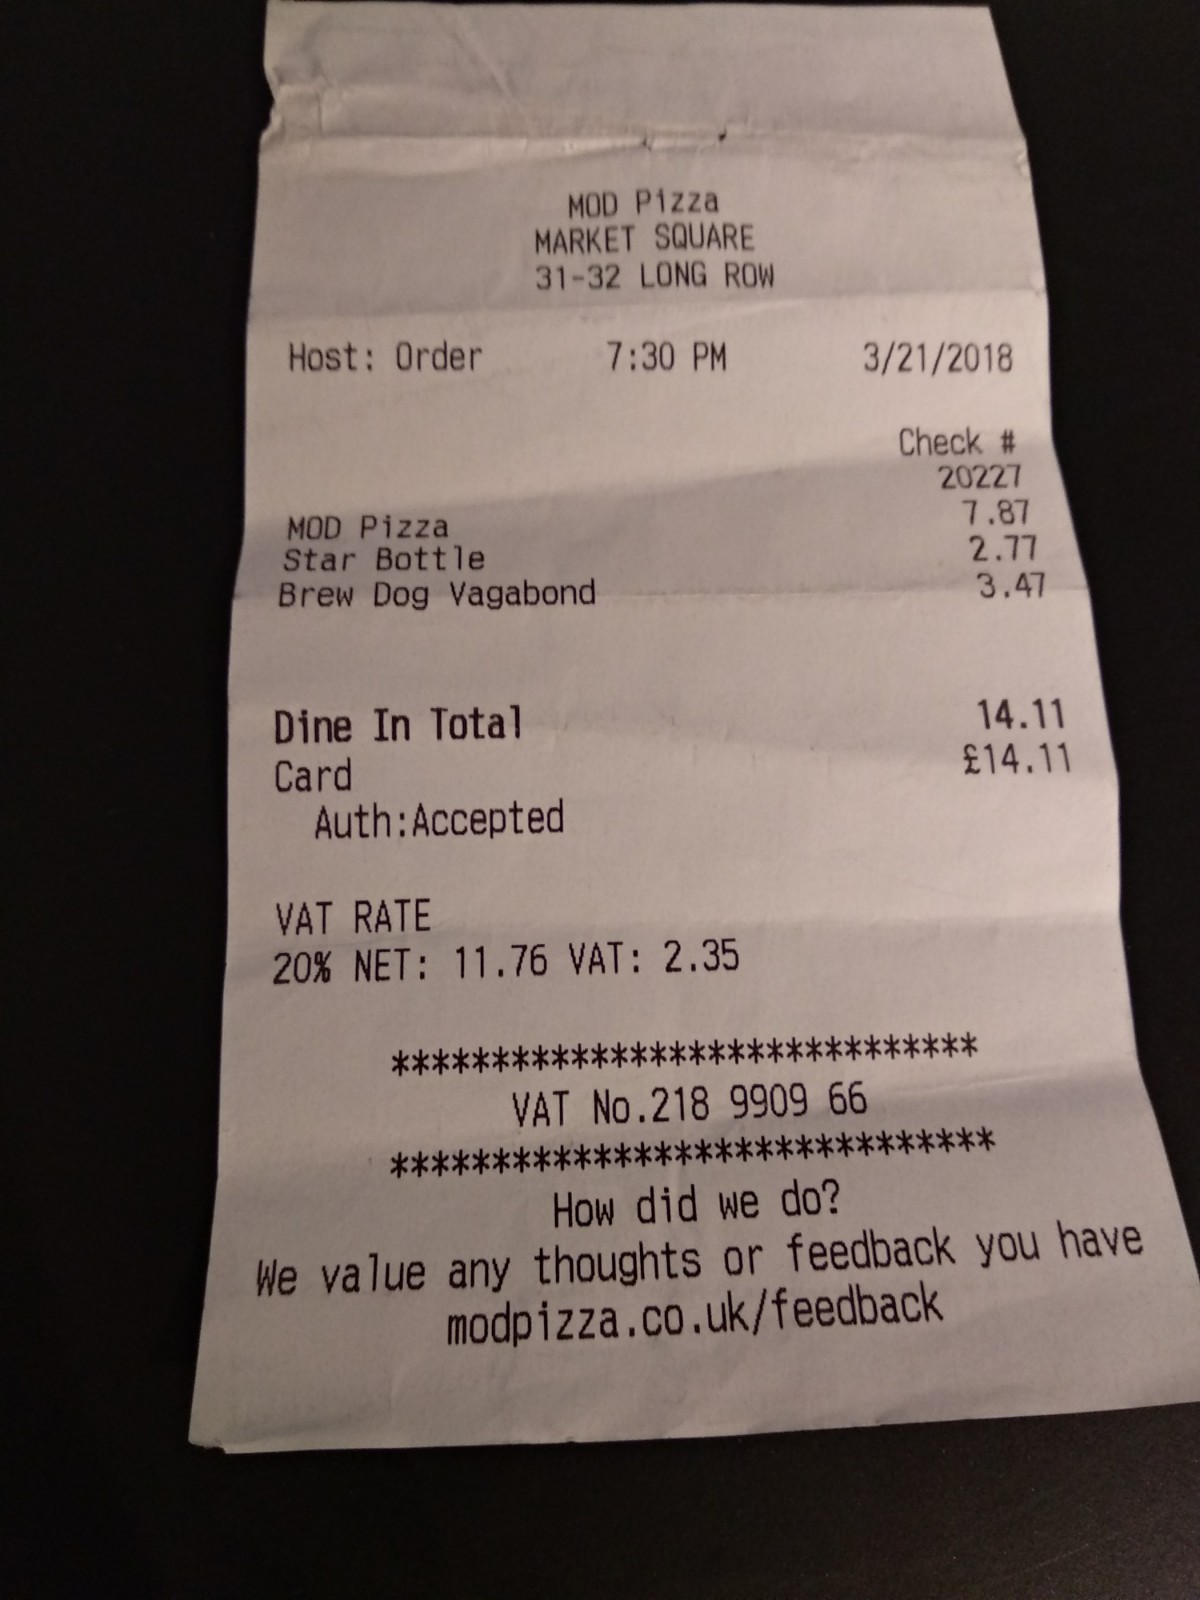 MOD Pizza
MARKET SQUARE
31-32 LONG ROW
Host: Order 7:30 PM 3/21/2018
Check #
20227
MOD Pizza 7.87
Star Bottle 2.77
Brew Dog Vagabond 3.47
Dine In Total 14.11
Card £14.11
Auth:Accepted
VAT RATE
20% NET: 11.76 VAT: 2.35
******************************
VAT No.218 9909 66
******************************
How did we do?
We value any thoughts or feedback you have
modpizza.co.uk/feedback